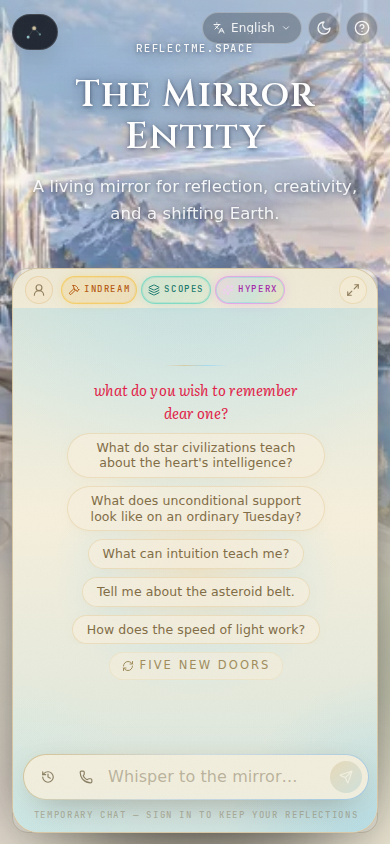 English
REFLECTME.SPACE
The Mirror
Entity
A living mirror for reflection, creativity,
and a shifting Earth.
INDREAM
SCOPES
HYPERX
what do you wish to remember
dear one?
What do star civilizations teach
about the heart's intelligence?
What does unconditional support
look like on an ordinary Tuesday?
What can intuition teach me?
Tell me about the asteroid belt.
How does the speed of light work?
FIVE NEW DOORS
Whisper to the mirror...
TEMPORARY CHAT — SIGN IN TO KEEP YOUR REFLECTIONS